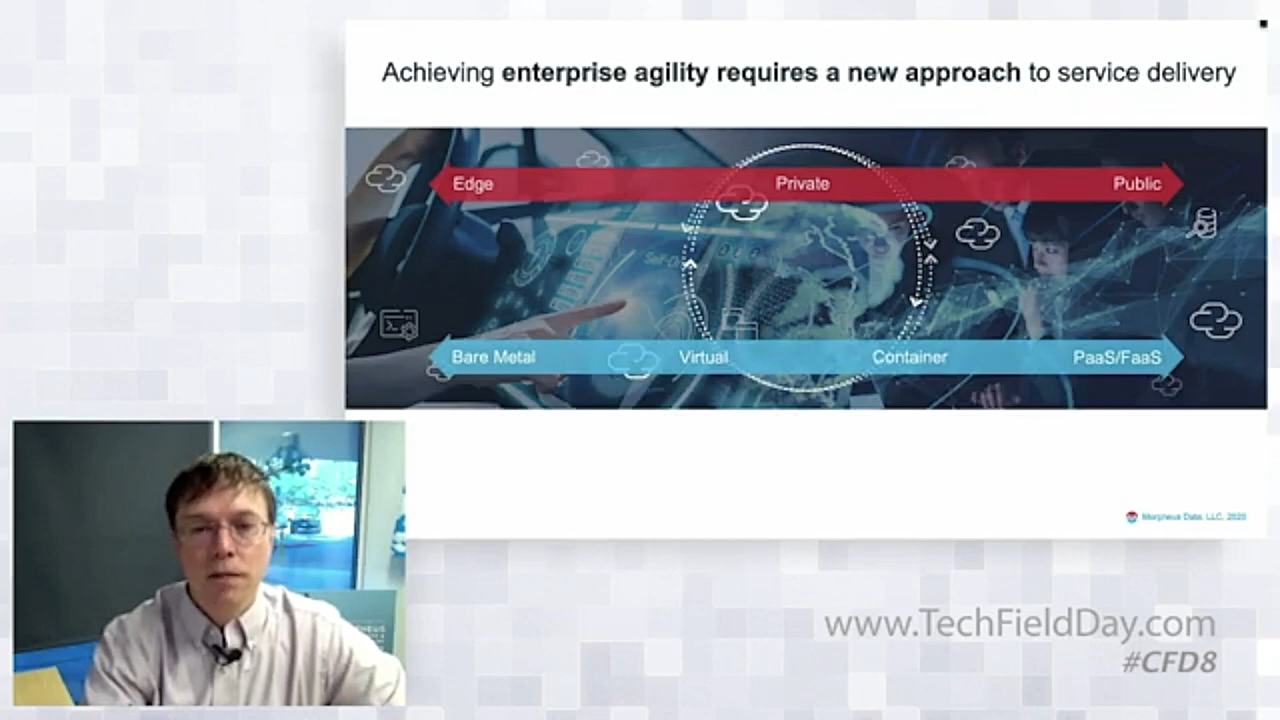 Achieving enterprise agility requires a new approach to service delivery
Edge Private Public
Bare Metal Virtual Container PaaS/FaaS
Morpheus Data, LLC. 2020
www.TechFieldDay.com
#CFD8